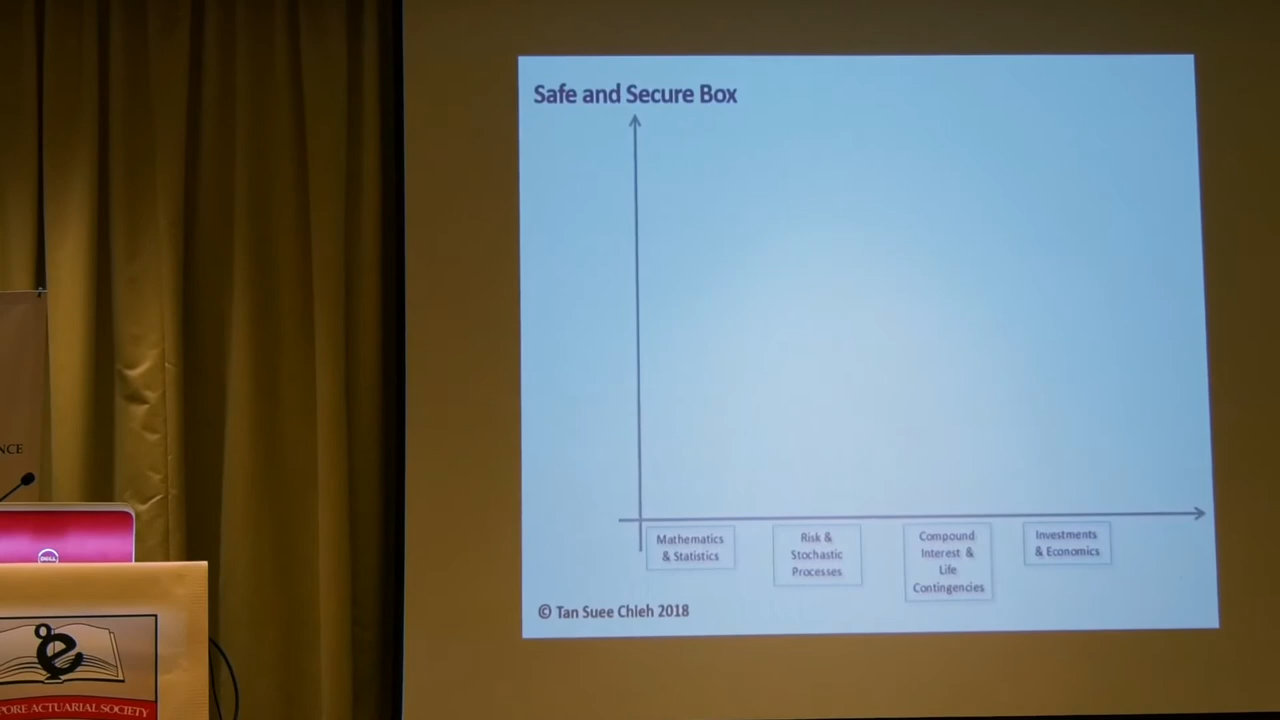 Safe and Secure Box
Mathematics
& Statistics
Risk &
Stochastic
Processes
Compound
Interest &
Life
Contingencies
Investments
& Economics
© Tan Suee Chieh 2018
NCE
DELL
e
PORE ACTUARIAL SOCIETY